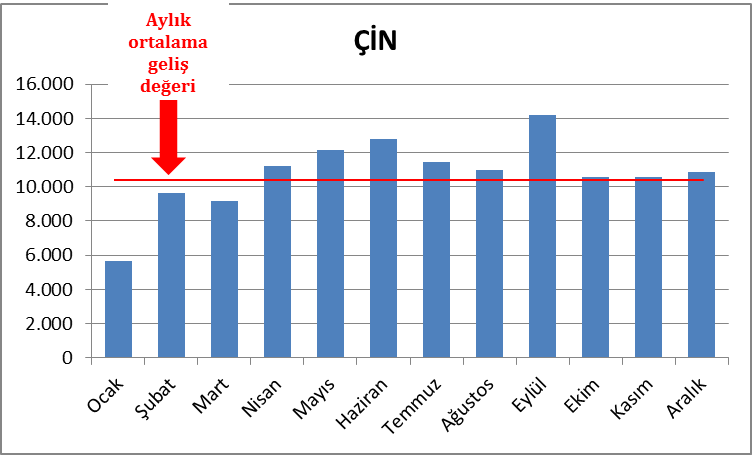 Aylık
ortalama
geliş
değeri
ÇİN
16.000
14.000
12.000
10.000
8.000
6.000
4.000
2.000
0
Ocak
Şubat
Mart
Nisan
Mayıs
Haziran
Temmuz
Ağustos
Eylül
Ekim
Kasım
Aralık